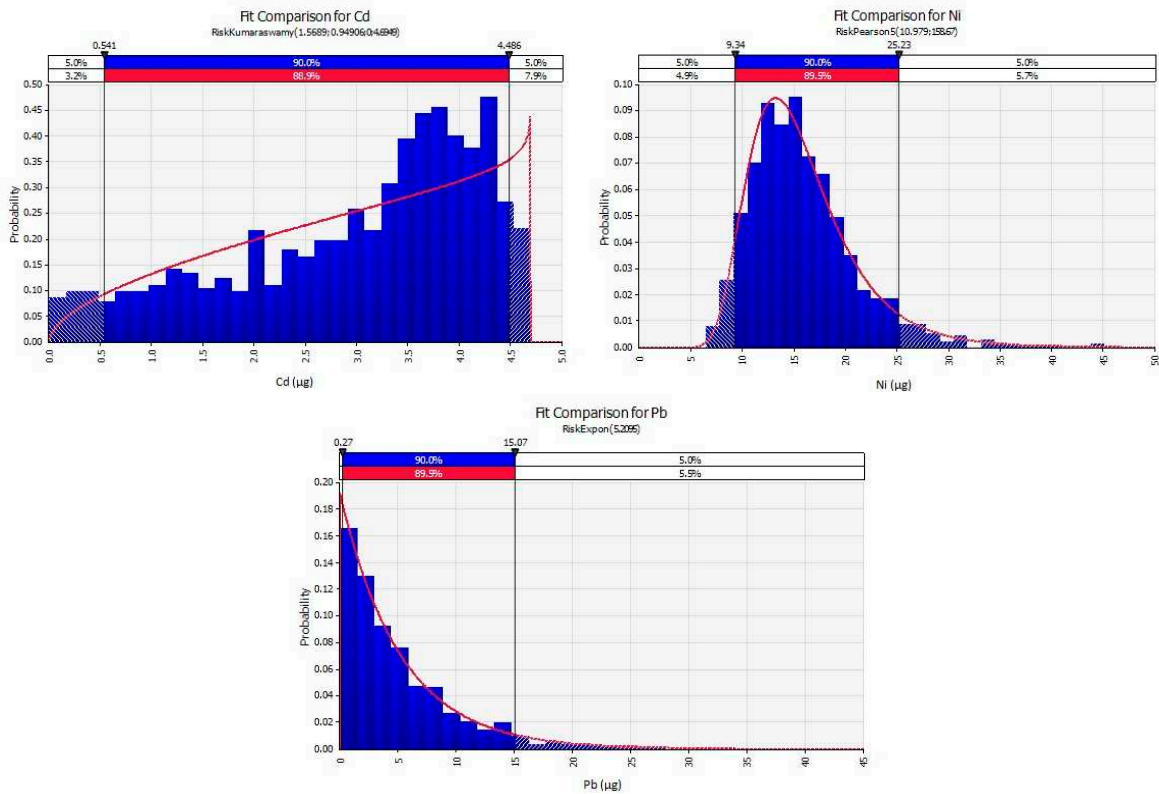 Fit Comparison for Cd
RiskKumaraswamy(1.5689;0.94906;0;4.6949)
0.541 4.486
5.0% 90.0% 5.0%
3.2% 88.9% 7.9%
0.50
0.45
0.40
0.35
0.30
0.25
0.20
0.15
0.10
0.05
0.00
Probability
0.0 0.5 1.0 1.5 2.0 2.5 3.0 3.5 4.0 4.5 5.0
Cd (µg)
Fit Comparison for Ni
RiskPearson5(10.979;158.67)
9.34 25.23
5.0% 90.0% 5.0%
4.9% 89.5% 5.7%
0.10
0.09
0.08
0.07
0.06
0.05
0.04
0.03
0.02
0.01
0.00
Probability
0 5 10 15 20 25 30 35 40 45 50
Ni (µg)
Fit Comparison for Pb
RiskExpon(5.2095)
0.27 15.07
90.0% 5.0%
89.5% 5.5%
0.20
0.18
0.16
0.14
0.12
0.10
0.08
0.06
0.04
0.02
0.00
Probability
0 5 10 15 20 25 30 35 40 45
Pb (µg)